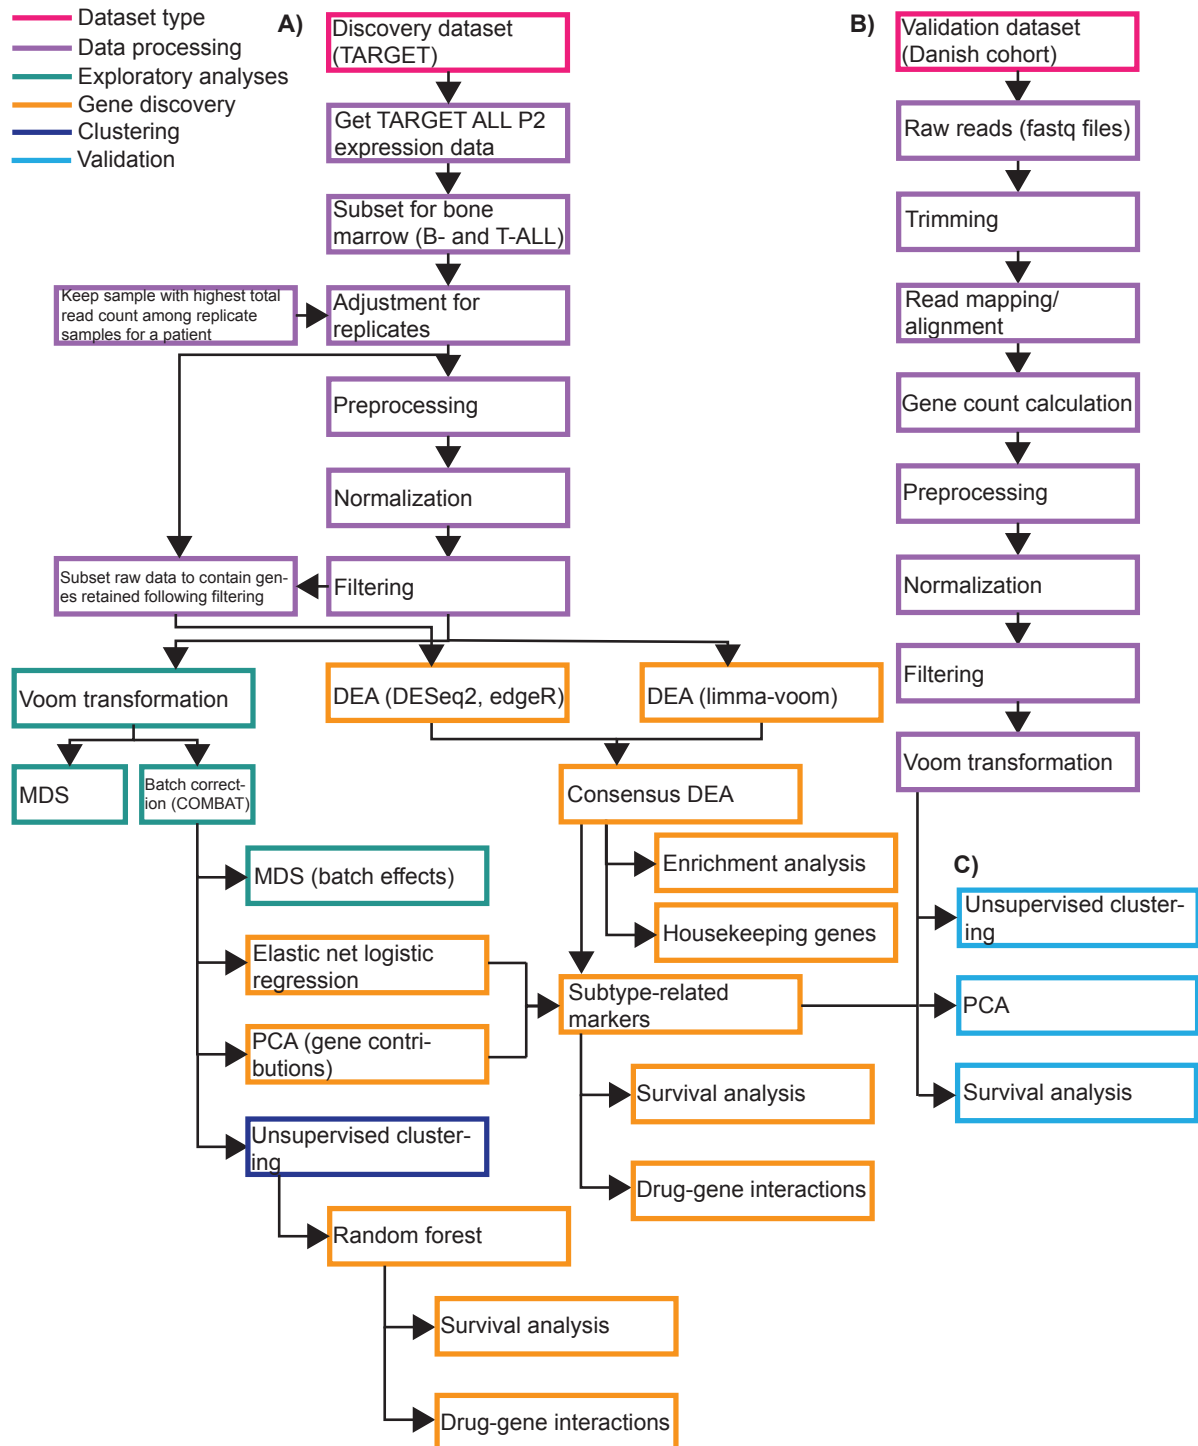 Dataset type
Data processing
Exploratory analyses
Gene discovery
Clustering
Validation
A)
Discovery dataset
(TARGET)
Get TARGET ALL P2
expression data
Subset for bone
marrow (B- and T-ALL)
Keep sample with highest total
read count among replicate
samples for a patient
Adjustment for
replicates
Preprocessing
Normalization
Subset raw data to contain gen-
es retained following filtering
Filtering
Voom transformation
DEA (DESeq2, edgeR)
DEA (limma-voom)
MDS
Batch correct-
ion (COMBAT)
Consensus DEA
MDS (batch effects)
Enrichment analysis
Housekeeping genes
Elastic net logistic
regression
Subtype-related
markers
PCA (gene contri-
butions)
Survival analysis
Unsupervised cluster-
ing
Drug-gene interactions
Random forest
Survival analysis
Drug-gene interactions
B)
Validation dataset
(Danish cohort)
Raw reads (fastq files)
Trimming
Read mapping/
alignment
Gene count calculation
Preprocessing
Normalization
Filtering
Voom transformation
C)
Unsupervised cluster-
ing
PCA
Survival analysis